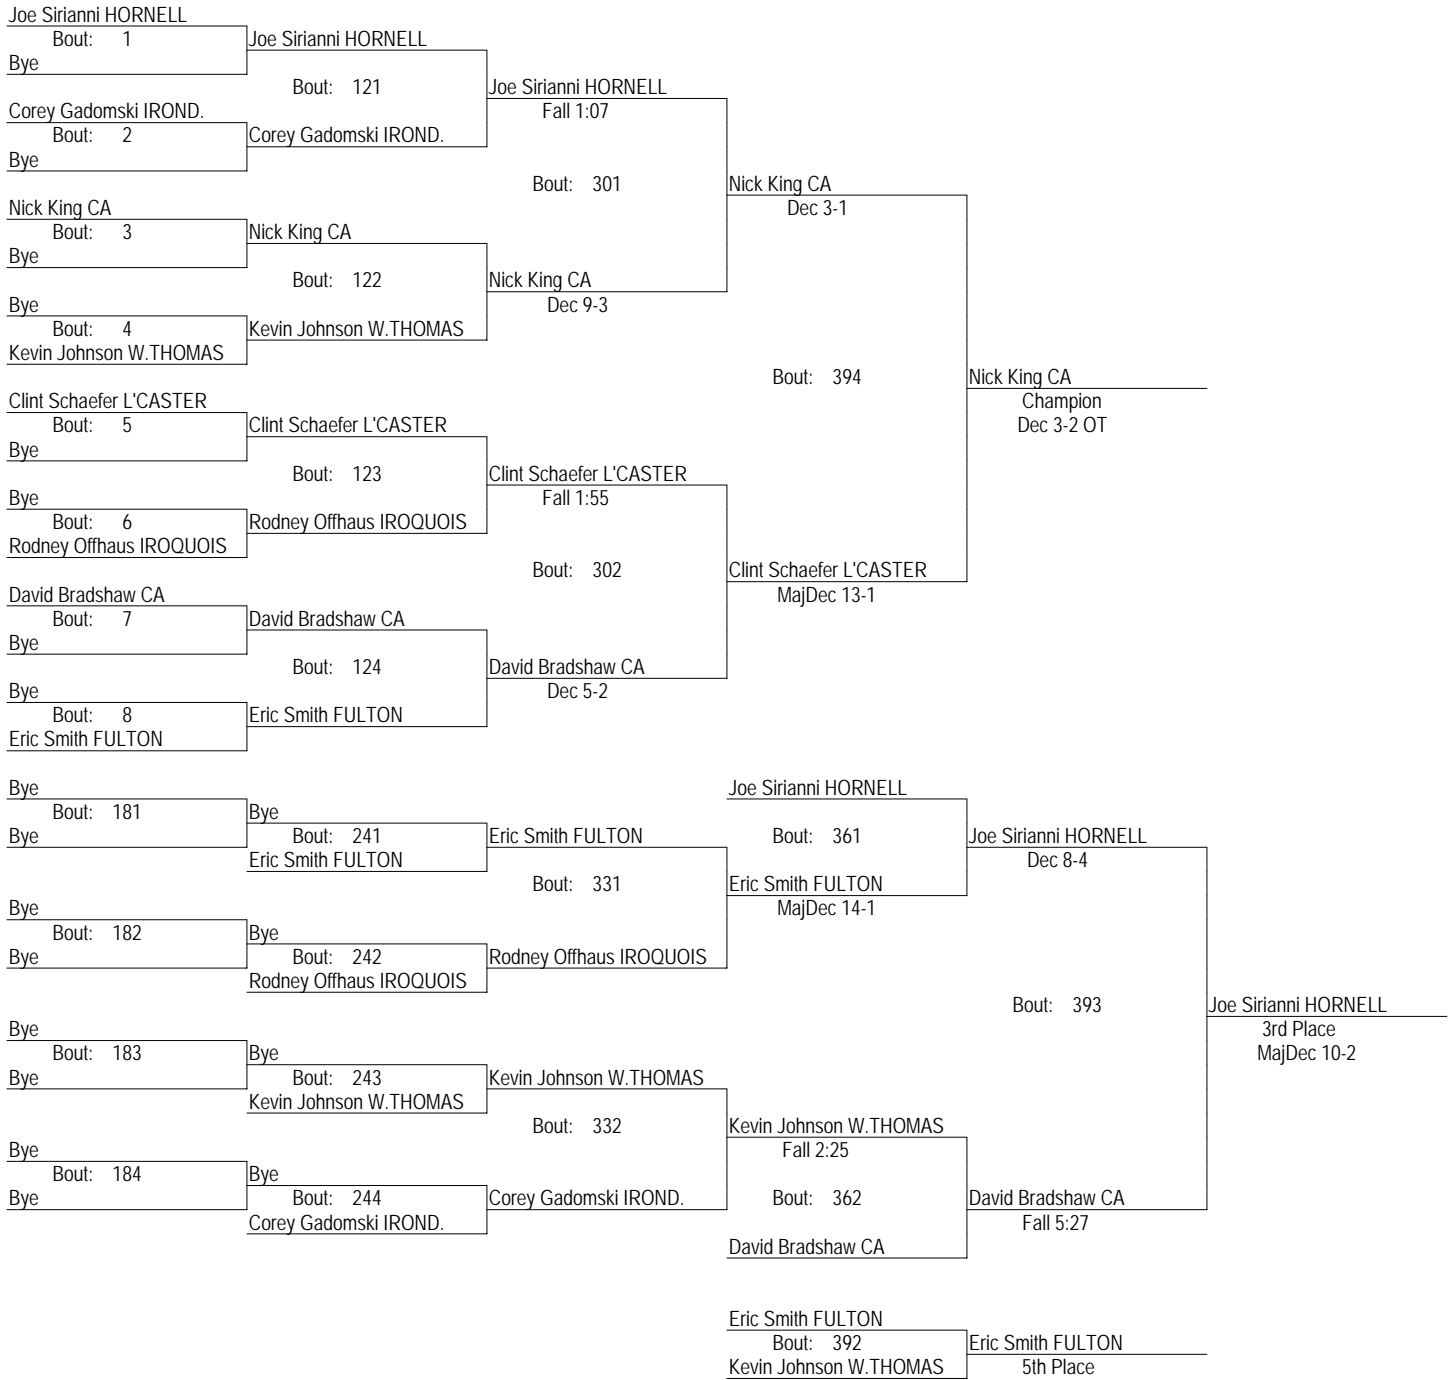 Joe Sirianni HORNELL
Bout: 1
Joe Sirianni HORNELL
Bye
Bout: 121
Joe Sirianni HORNELL
Corey Gadomski IROND.
Fall 1:07
Bout: 2
Corey Gadomski IROND.
Bye
Bout: 301
Nick King CA
Nick King CA
Dec 3-1
Bout: 3
Nick King CA
Bye
Bout: 122
Nick King CA
Bye
Dec 9-3
Bout: 4
Kevin Johnson W.THOMAS
Kevin Johnson W.THOMAS
Bout: 394
Nick King CA
Clint Schaefer L'CASTER
Champion
Bout: 5
Clint Schaefer L'CASTER
Dec 3-2 OT
Bye
Bout: 123
Clint Schaefer L'CASTER
Bye
Fall 1:55
Bout: 6
Rodney Offhaus IROQUOIS
Rodney Offhaus IROQUOIS
Bout: 302
Clint Schaefer L'CASTER
David Bradshaw CA
MajDec 13-1
Bout: 7
David Bradshaw CA
Bye
Bout: 124
David Bradshaw CA
Bye
Dec 5-2
Bout: 8
Eric Smith FULTON
Eric Smith FULTON
Bye
Joe Sirianni HORNELL
Bout: 181
Bye
Bye
Bout: 241
Eric Smith FULTON
Bout: 361
Joe Sirianni HORNELL
Eric Smith FULTON
Dec 8-4
Bout: 331
Eric Smith FULTON
Bye
MajDec 14-1
Bout: 182
Bye
Bye
Bout: 242
Rodney Offhaus IROQUOIS
Rodney Offhaus IROQUOIS
Bout: 393
Joe Sirianni HORNELL
Bye
3rd Place
Bout: 183
Bye
MajDec 10-2
Bye
Bout: 243
Kevin Johnson W.THOMAS
Kevin Johnson W.THOMAS
Bout: 332
Kevin Johnson W.THOMAS
Bye
Fall 2:25
Bout: 184
Bye
Bye
Bout: 244
Corey Gadomski IROND.
Bout: 362
David Bradshaw CA
Corey Gadomski IROND.
Fall 5:27
David Bradshaw CA
Eric Smith FULTON
Bout: 392
Eric Smith FULTON
Kevin Johnson W.THOMAS
5th Place